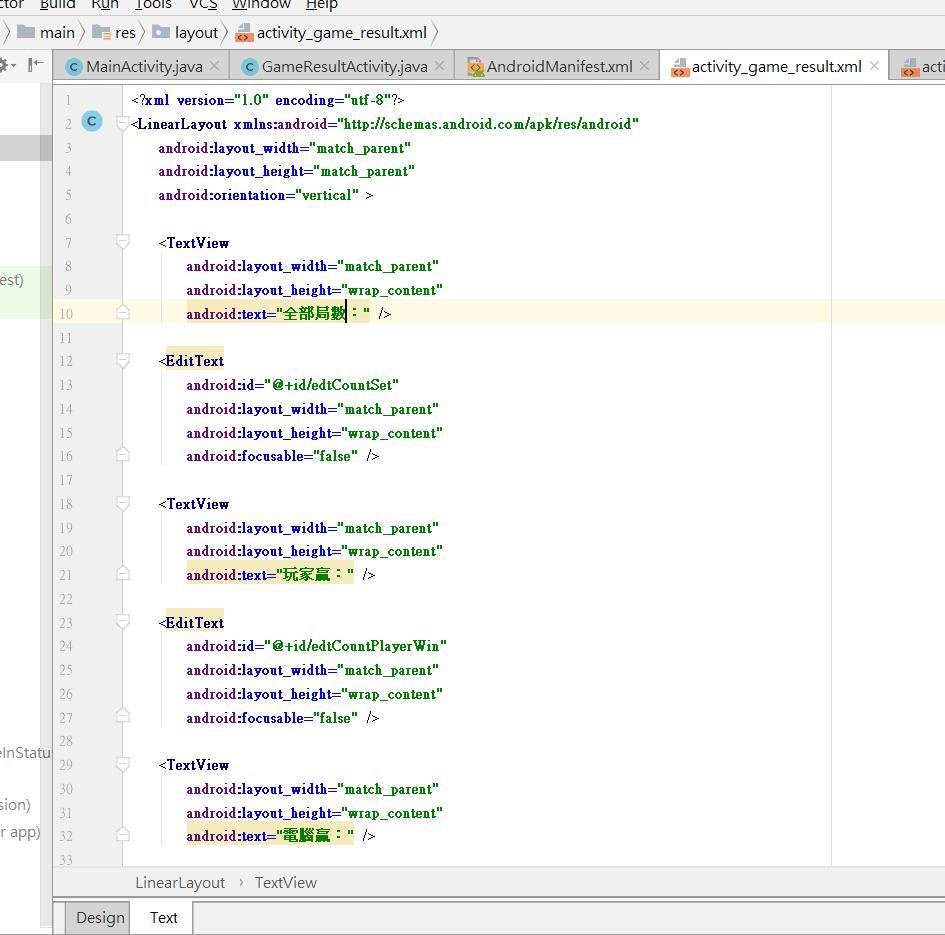 ctor Build Run Tools VCS Window Help
main res layout activity_game_result.xml
MainActivity.java GameResultActivity.java AndroidManifest.xml activity_game_result.xml acti
1 <?xml version="1.0" encoding="utf-8"?>
2 C <LinearLayout xmlns:android="http://schemas.android.com/apk/res/android"
3 android:layout_width="match_parent"
4 android:layout_height="match_parent"
5 android:orientation="vertical" >
6
7 <TextView
8 android:layout_width="match_parent"
est)
9 android:layout_height="wrap_content"
10 android:text="全部局數：" />
11
12 <EditText
13 android:id="@+id/edtCountSet"
14 android:layout_width="match_parent"
15 android:layout_height="wrap_content"
16 android:focusable="false" />
17
18 <TextView
19 android:layout_width="match_parent"
20 android:layout_height="wrap_content"
21 android:text="玩家贏：" />
22
23 <EditText
24 android:id="@+id/edtCountPlayerWin"
25 android:layout_width="match_parent"
26 android:layout_height="wrap_content"
27 android:focusable="false" />
28
eInStatu
29 <TextView
30 android:layout_width="match_parent"
sion)
31 android:layout_height="wrap_content"
r app)
32 android:text="電腦贏：" />
33
LinearLayout › TextView
Design Text